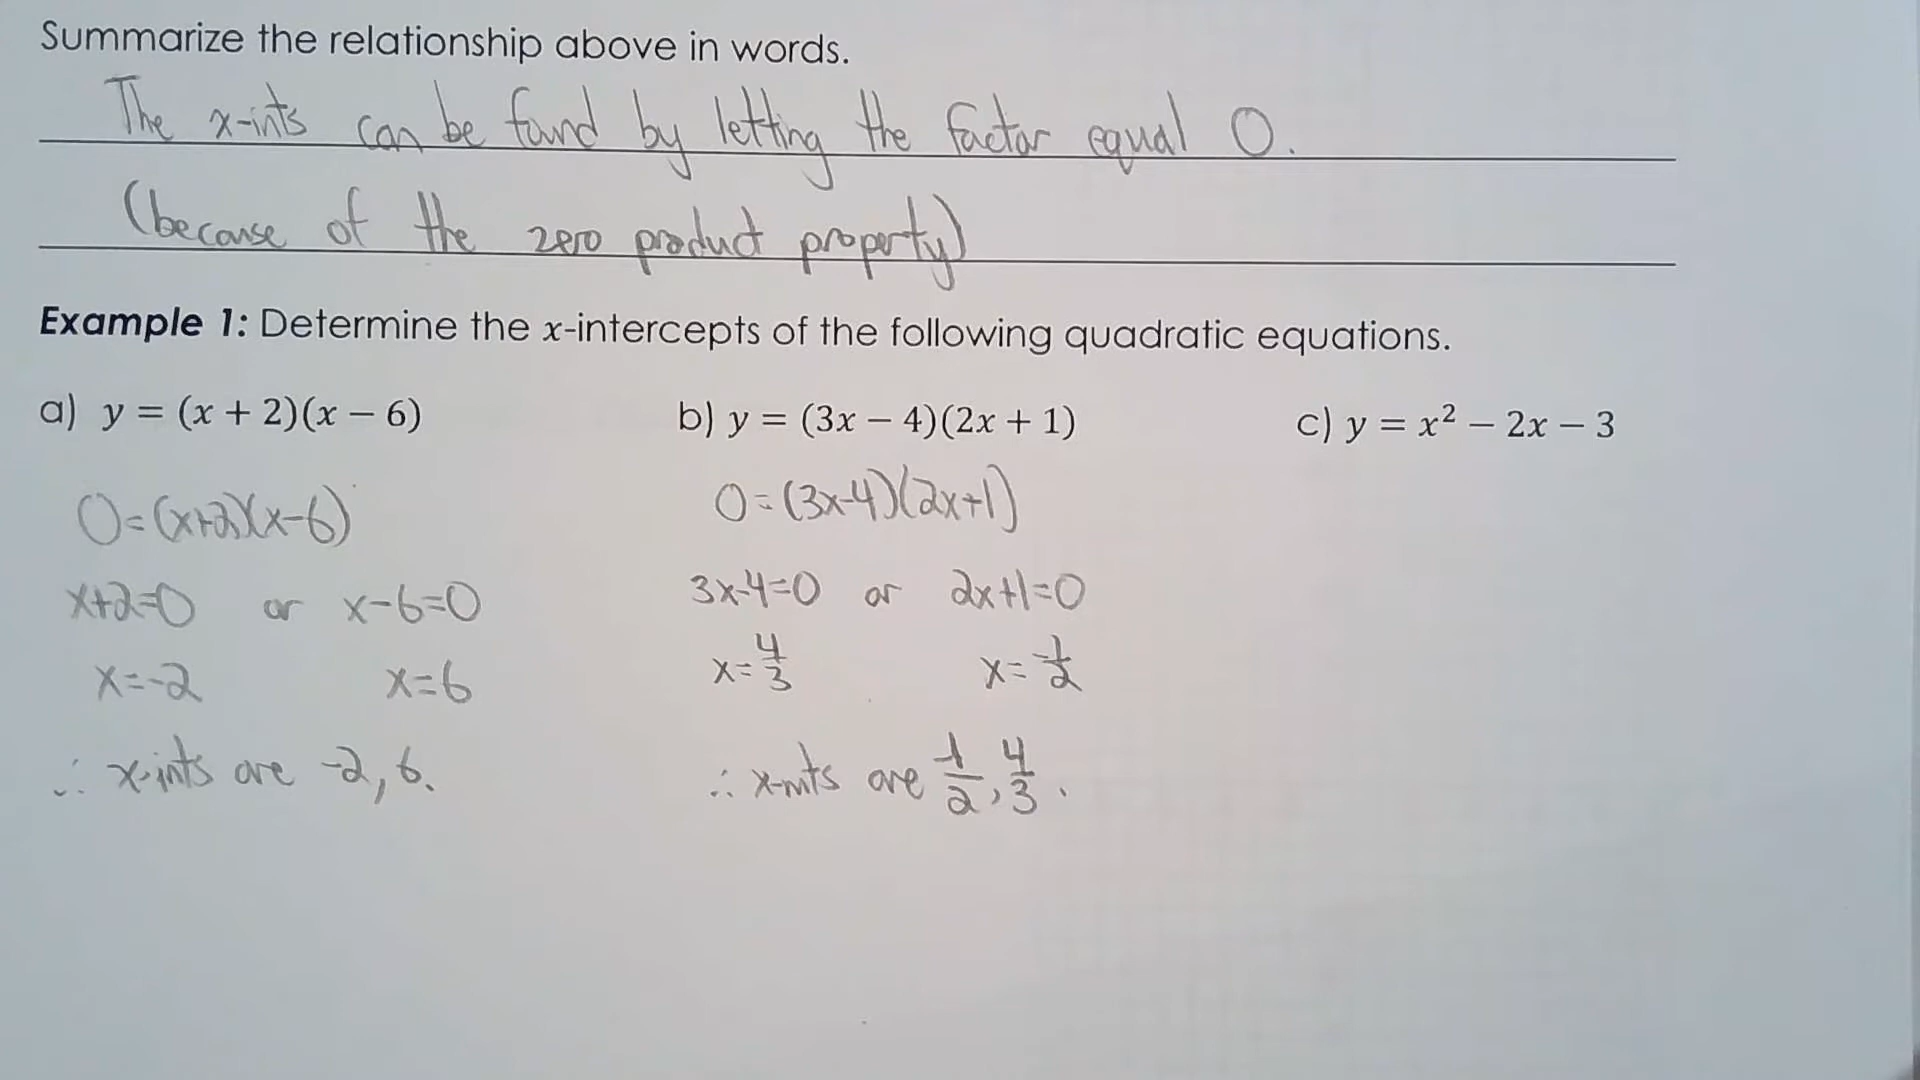 Summarize the relationship above in words.
The x-ints can be found by letting the factor equal 0.
(because of the zero product property)
Example 1: Determine the x-intercepts of the following quadratic equations.
a) y = (x + 2)(x − 6)
b) y = (3x − 4)(2x + 1)
c) y = x² − 2x − 3
0=(x+2)(x-6)
x+2=0 or x-6=0
x=-2 x=6
∴ x-ints are -2, 6.
0=(3x-4)(2x+1)
3x-4=0 or 2x+1=0
x=4/3 x=-1/2
∴ x-ints are -1/2, 4/3.